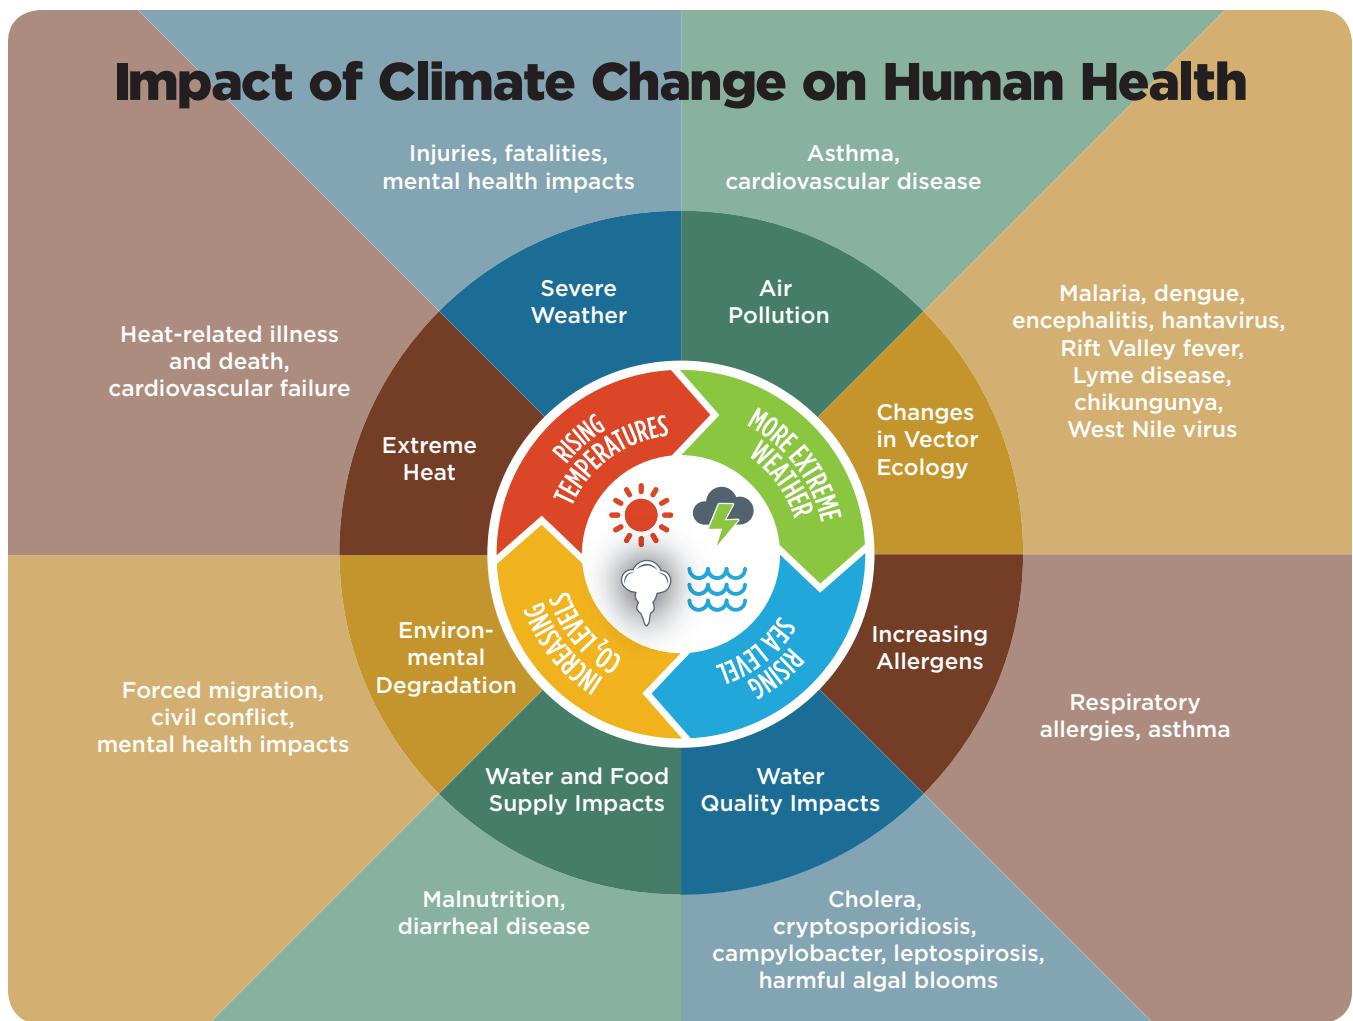 Impact of Climate Change on Human Health
Injuries, fatalities,
mental health impacts
Asthma,
cardiovascular disease
Severe
Weather
Air
Pollution
Malaria, dengue,
encephalitis, hantavirus,
Rift Valley fever,
Lyme disease,
chikungunya,
West Nile virus
Heat-related illness
and death,
cardiovascular failure
Extreme
Heat
Changes
in Vector
Ecology
RISING
TEMPERATURES
MORE EXTREME
WEATHER
RISING
SEA LEVEL
INCREASING
CO₂ LEVELS
Environ-
mental
Degradation
Increasing
Allergens
Forced migration,
civil conflict,
mental health impacts
Respiratory
allergies, asthma
Water and Food
Supply Impacts
Water
Quality Impacts
Malnutrition,
diarrheal disease
Cholera,
cryptosporidiosis,
campylobacter, leptospirosis,
harmful algal blooms